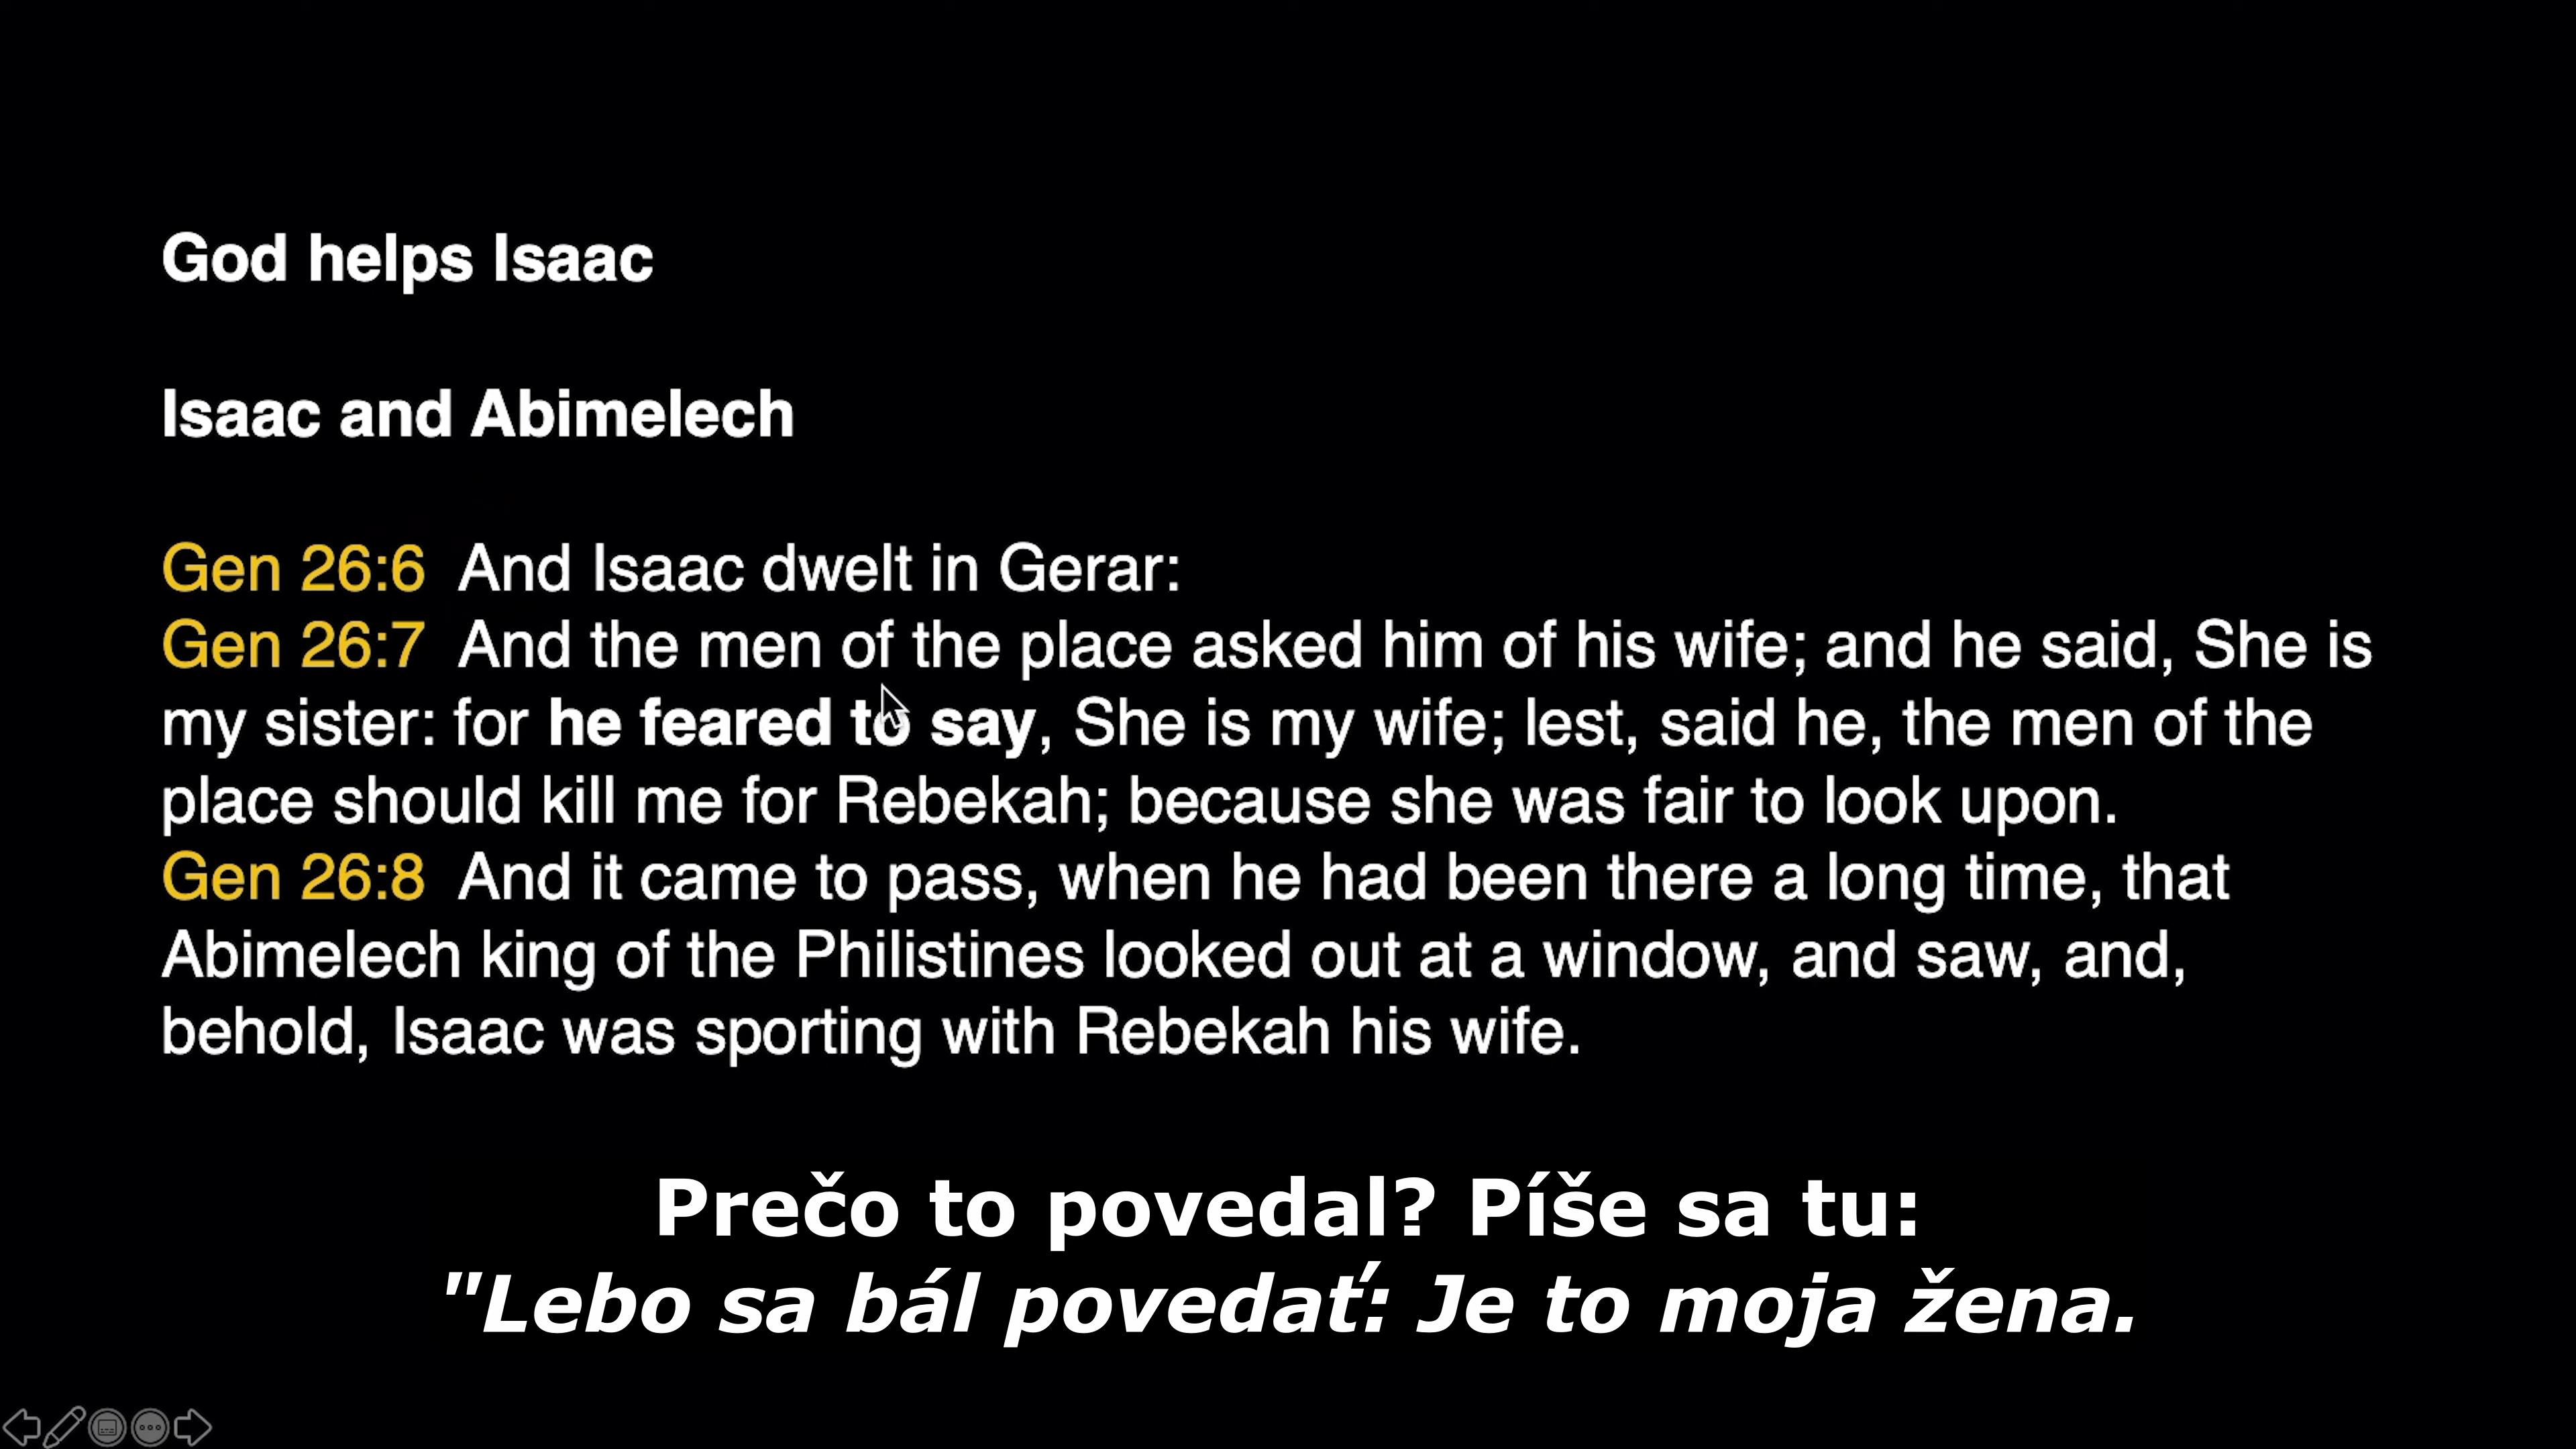 God helps Isaac
Isaac and Abimelech
Gen 26:6  And Isaac dwelt in Gerar:
Gen 26:7  And the men of the place asked him of his wife; and he said, She is
my sister: for he feared to say, She is my wife; lest, said he, the men of the
place should kill me for Rebekah; because she was fair to look upon.
Gen 26:8  And it came to pass, when he had been there a long time, that
Abimelech king of the Philistines looked out at a window, and saw, and,
behold, Isaac was sporting with Rebekah his wife.
Prečo to povedal? Píše sa tu:
"Lebo sa bál povedať: Je to moja žena.